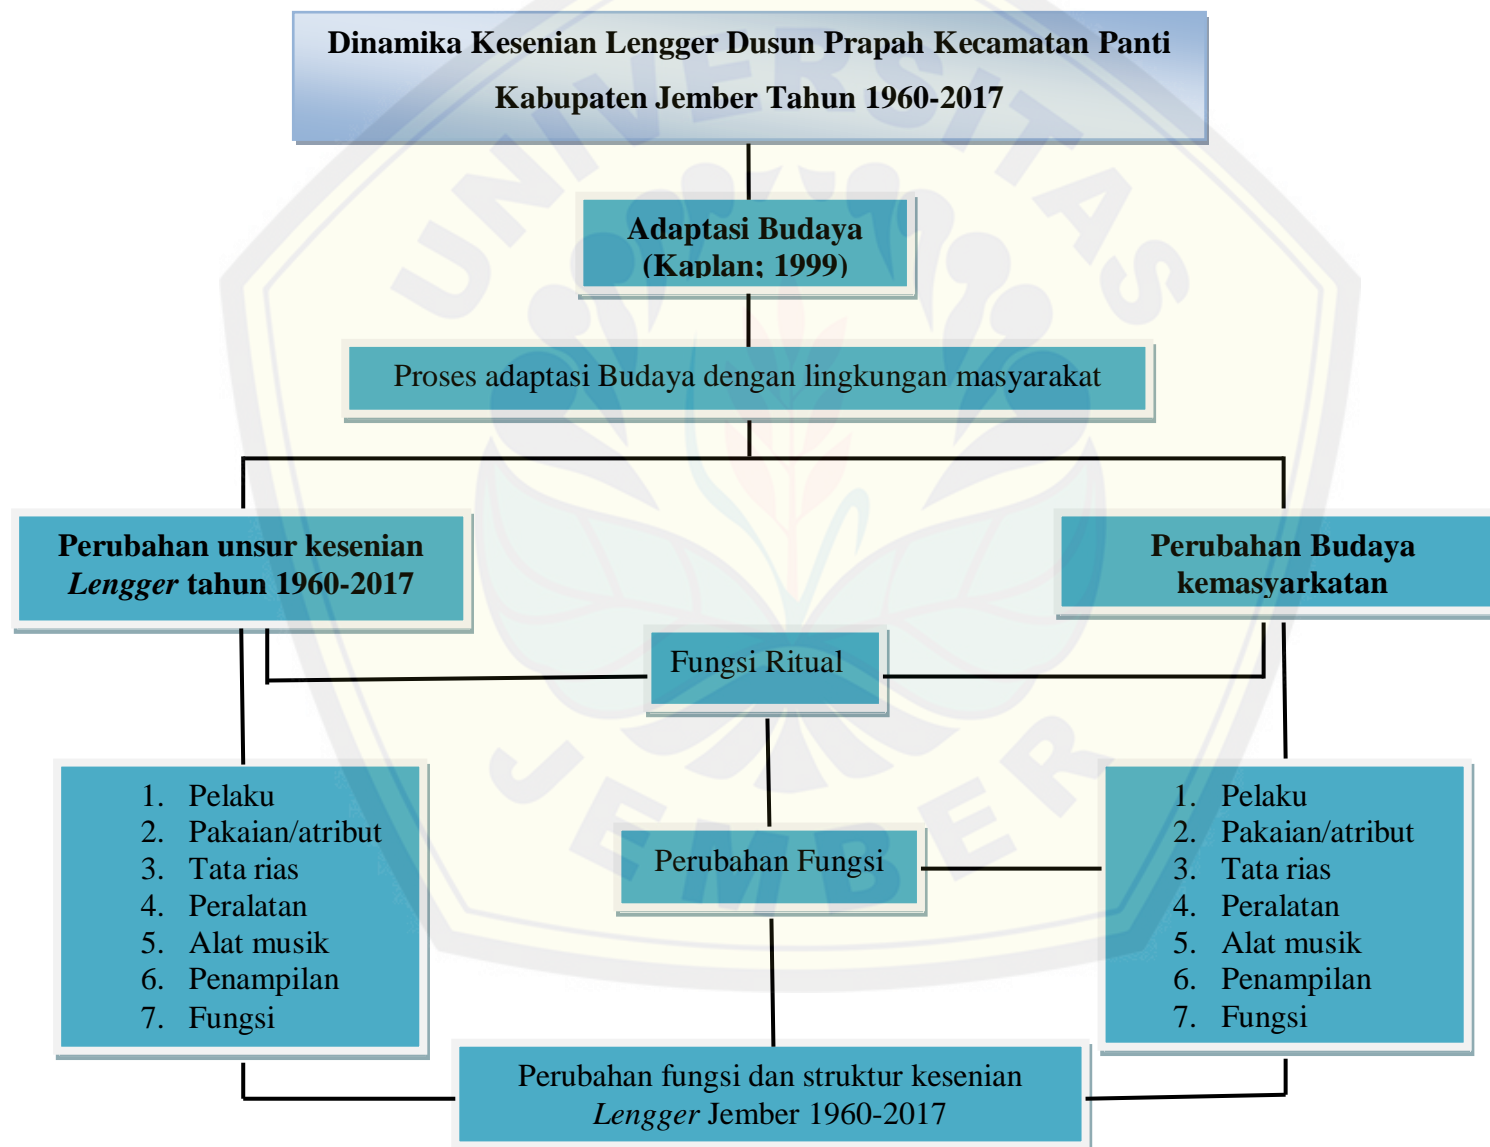 Dinamika Kesenian Lengger Dusun Prapah Kecamatan Panti
Kabupaten Jember Tahun 1960-2017
Adaptasi Budaya
(Kaplan; 1999)
Proses adaptasi Budaya dengan lingkungan masyarakat
Perubahan unsur kesenian
Lengger tahun 1960-2017
Perubahan Budaya
kemasyarkatan
Fungsi Ritual
1. Pelaku
2. Pakaian/atribut
3. Tata rias
4. Peralatan
5. Alat musik
6. Penampilan
7. Fungsi
Perubahan Fungsi
1. Pelaku
2. Pakaian/atribut
3. Tata rias
4. Peralatan
5. Alat musik
6. Penampilan
7. Fungsi
Perubahan fungsi dan struktur kesenian
Lengger Jember 1960-2017
UNIVERSITAS
JEMBER